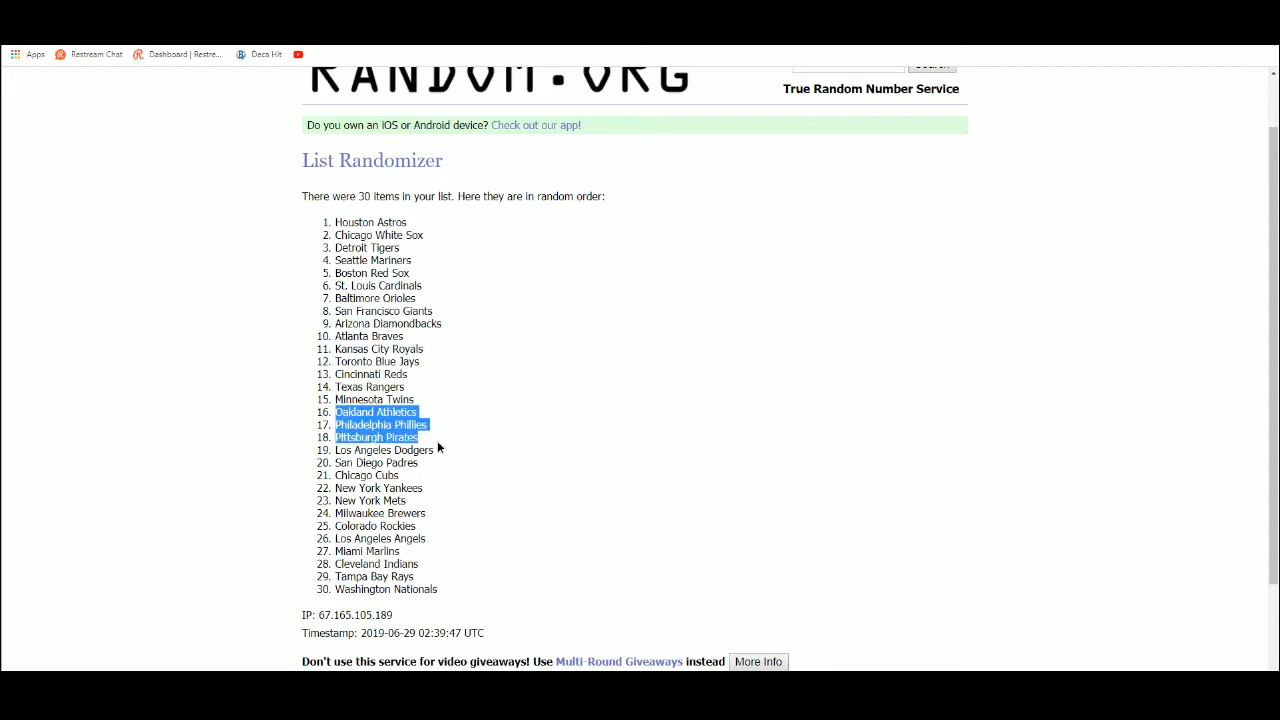 Apps Restream Chat Dashboard | Restre... Deca Hit
RANDOM.ORG
Search
True Random Number Service
Do you own an iOS or Android device? Check out our app!
List Randomizer
There were 30 items in your list. Here they are in random order:
1. Houston Astros
2. Chicago White Sox
3. Detroit Tigers
4. Seattle Mariners
5. Boston Red Sox
6. St. Louis Cardinals
7. Baltimore Orioles
8. San Francisco Giants
9. Arizona Diamondbacks
10. Atlanta Braves
11. Kansas City Royals
12. Toronto Blue Jays
13. Cincinnati Reds
14. Texas Rangers
15. Minnesota Twins
16. Oakland Athletics
17. Philadelphia Phillies
18. Pittsburgh Pirates
19. Los Angeles Dodgers
20. San Diego Padres
21. Chicago Cubs
22. New York Yankees
23. New York Mets
24. Milwaukee Brewers
25. Colorado Rockies
26. Los Angeles Angels
27. Miami Marlins
28. Cleveland Indians
29. Tampa Bay Rays
30. Washington Nationals
IP: 67.165.105.189
Timestamp: 2019-06-29 02:39:47 UTC
Don't use this service for video giveaways! Use Multi-Round Giveaways instead More Info